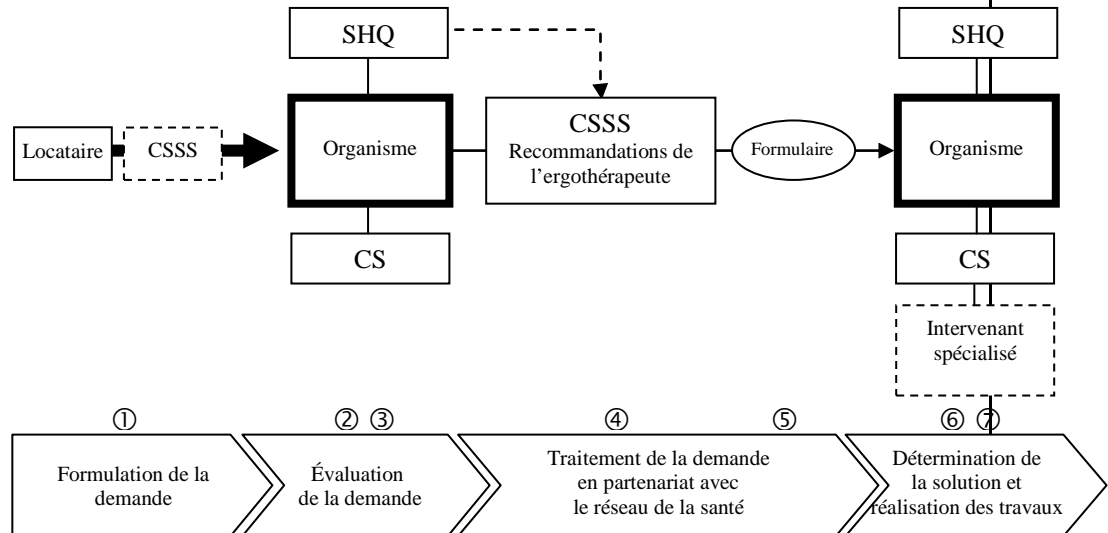 SHQ
SHQ
Locataire
CSSS
Organisme
CSSS
Recommandations de
l'ergothérapeute
Formulaire
Organisme
CS
CS
Intervenant
spécialisé
①
② ③
④
⑤
⑥ ⑦
Formulation de la
demande
Évaluation
de la demande
Traitement de la demande
en partenariat avec
le réseau de la santé
Détermination de
la solution et
réalisation des travaux